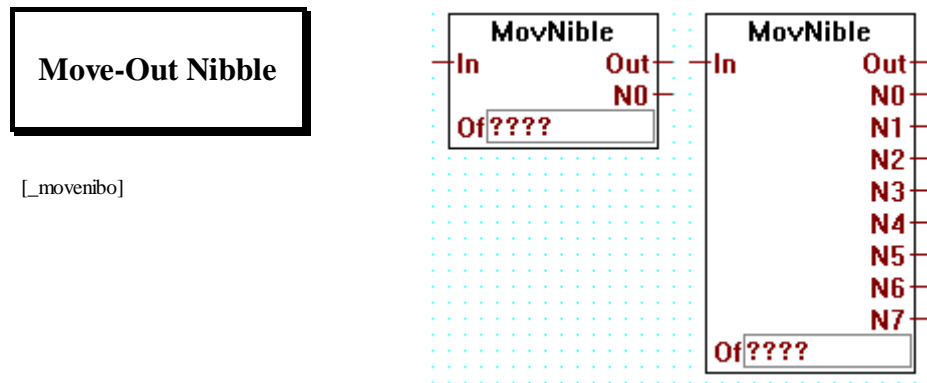 Move-Out Nibble
[_movenibo]
MovNible
In Out
N0
Of ????
MovNible
In Out
N0
N1
N2
N3
N4
N5
N6
N7
Of ????